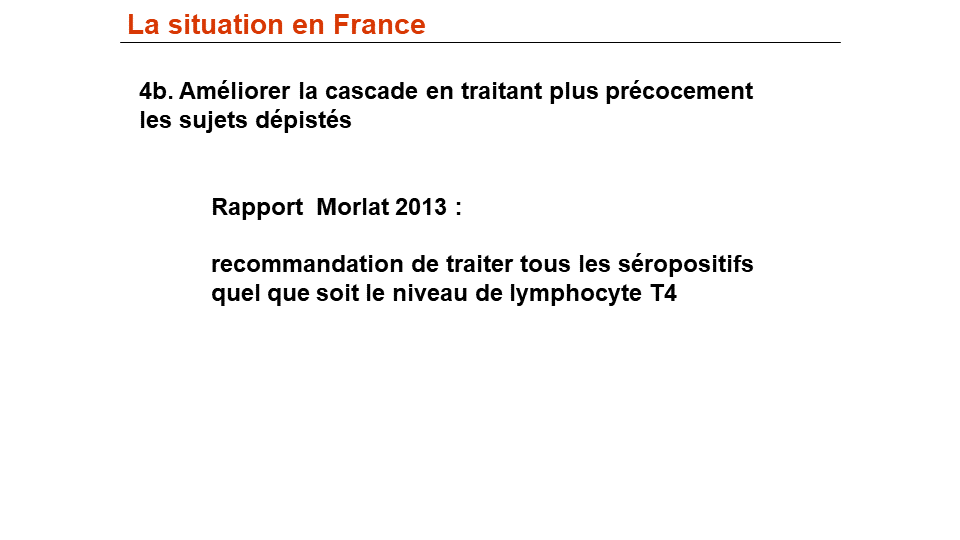 La situation en France
4b. Améliorer la cascade en traitant plus précocement
les sujets dépistés
Rapport  Morlat 2013 :
recommandation de traiter tous les séropositifs
quel que soit le niveau de lymphocyte T4